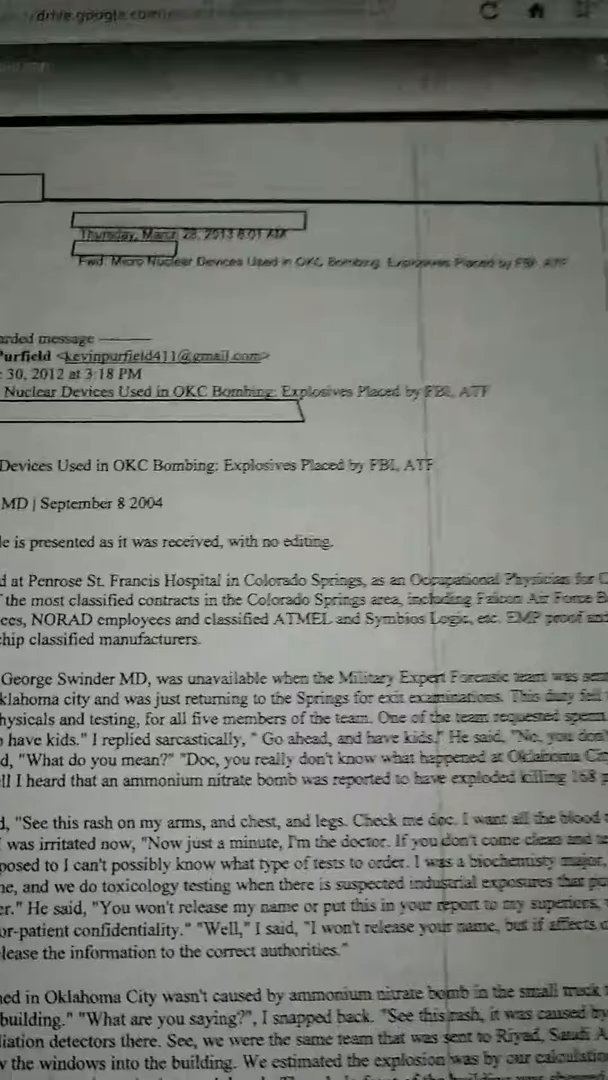 /drive.google.com
Thursday, March 28, 2013 6:01 AM
Fwd: Micro Nuclear Devices Used in OKC Bombing: Explosives Placed by FBI, ATF
arded message
Purfield <kevinpurfield411@gmail.com>
30, 2012 at 3:18 PM
Nuclear Devices Used in OKC Bombing: Explosives Placed by FBI, ATF
Devices Used in OKC Bombing: Explosives Placed by FBI, ATF
MD | September 8 2004
le is presented as it was received, with no editing.
d at Penrose St. Francis Hospital in Colorado Springs, as an Occupational Physician for
the most classified contracts in the Colorado Springs area, including Falcon Air Force
ces, NORAD employees and classified ATMEL and Symbios Logic, etc. EMP proof and
chip classified manufacturers.
George Swinder MD, was unavailable when the Military Expert Forensic team was sent
klahoma city and was just returning to the Springs for exit examinations. This duty fell
hysicals and testing, for all five members of the team. One of the team requested sperm
have kids." I replied sarcastically, " Go ahead, and have kids." He said, "No, you don't
d, "What do you mean?" "Doc, you really don't know what happened at Oklahoma City
ll I heard that an ammonium nitrate bomb was reported to have exploded killing 168 p
d, "See this rash on my arms, and chest, and legs. Check me doc. I want all the blood
was irritated now, "Now just a minute, I'm the doctor. If you don't come clean and
posed to I can't possibly know what type of tests to order. I was a biochemistry major,
ne, and we do toxicology testing when there is suspected industrial exposures that
er." He said, "You won't release my name or put this in your report to my superiors,
or-patient confidentiality." "Well," I said, "I won't release your name, but if affects
lease the information to the correct authorities."
ned in Oklahoma City wasn't caused by ammonium nitrate bomb in the small truck
building." "What are you saying?", I snapped back. "See this rash, it was caused by
liation detectors there. See, we were the same team that was sent to Riyad, Saudi A
w the windows into the building. We estimated the explosion was by our calculation